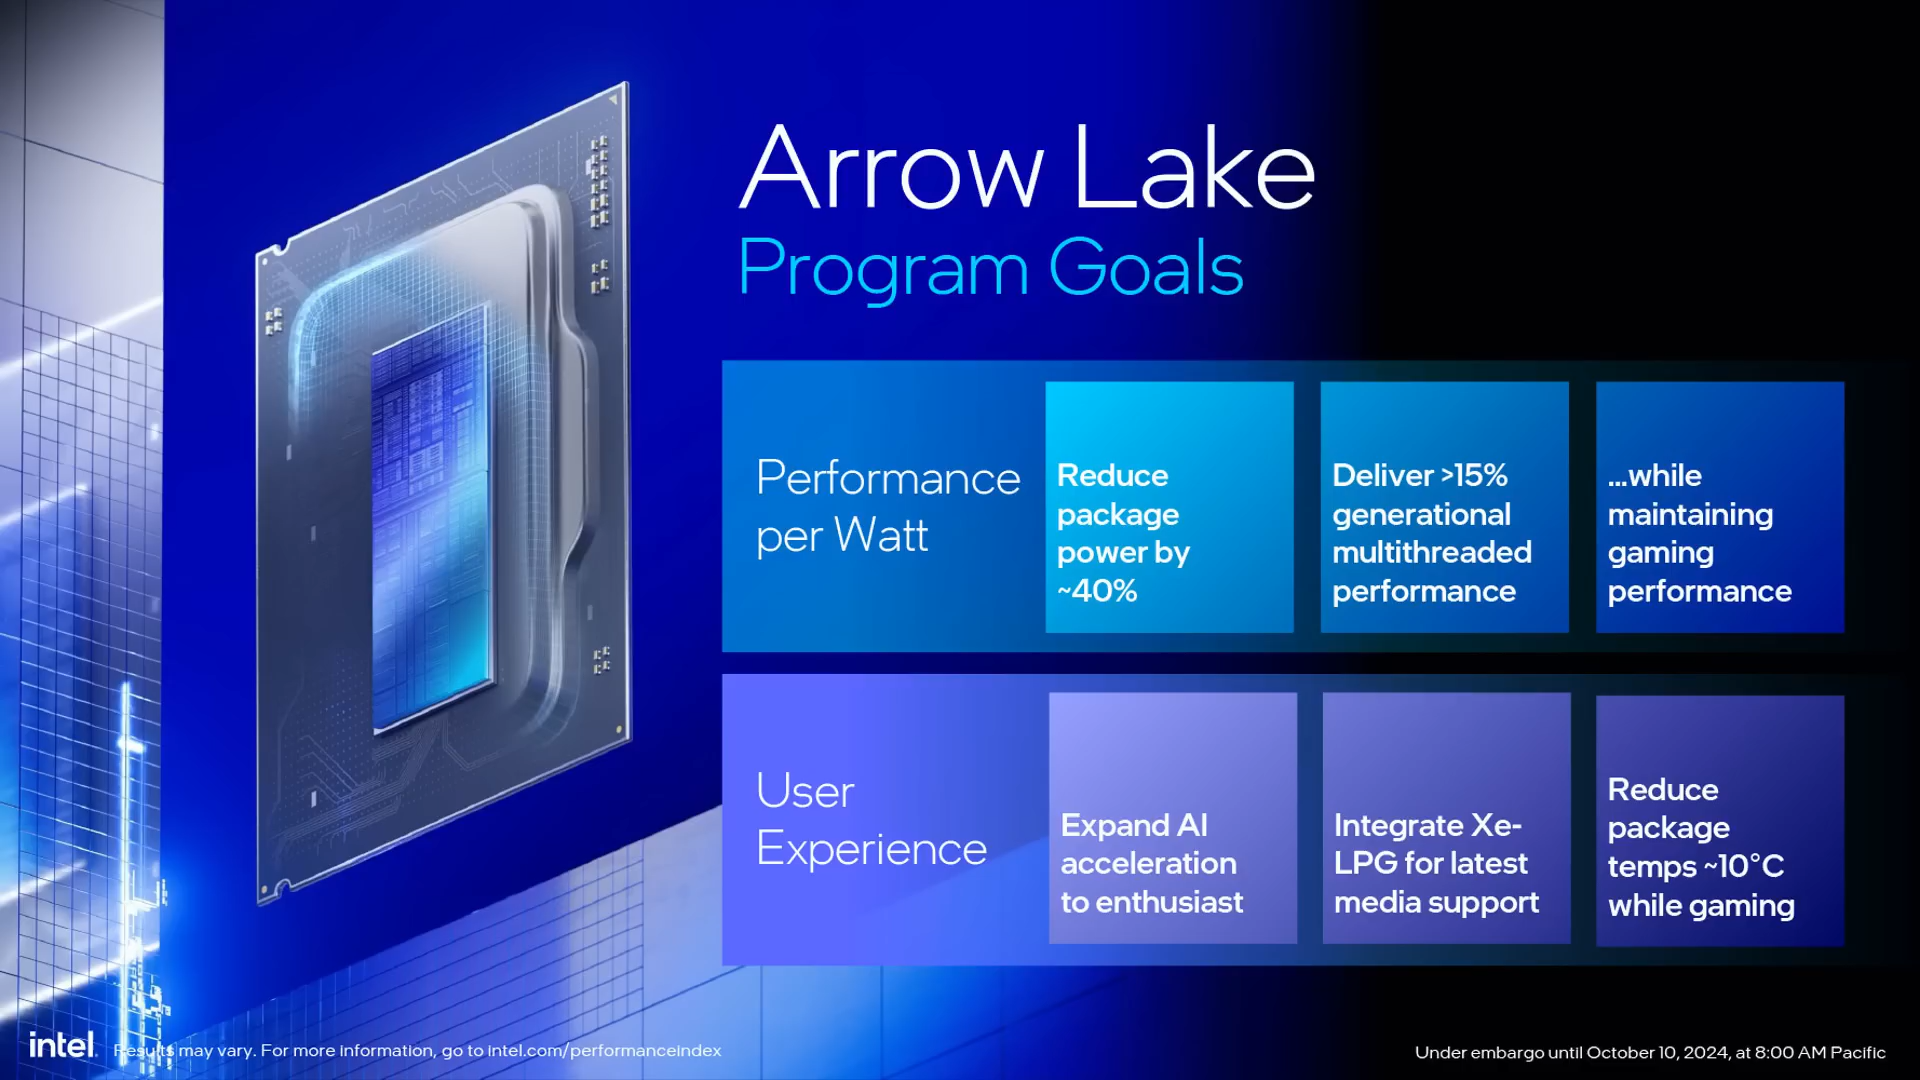 Arrow Lake
Program Goals
Performance
per Watt
Reduce
package
power by
~40%
Deliver >15%
generational
multithreaded
performance
...while
maintaining
gaming
performance
User
Experience
Expand AI
acceleration
to enthusiast
Integrate Xe-
LPG for latest
media support
Reduce
package
temps ~10°C
while gaming
intel.
Results may vary. For more information, go to intel.com/performanceindex
Under embargo until October 10, 2024, at 8:00 AM Pacific